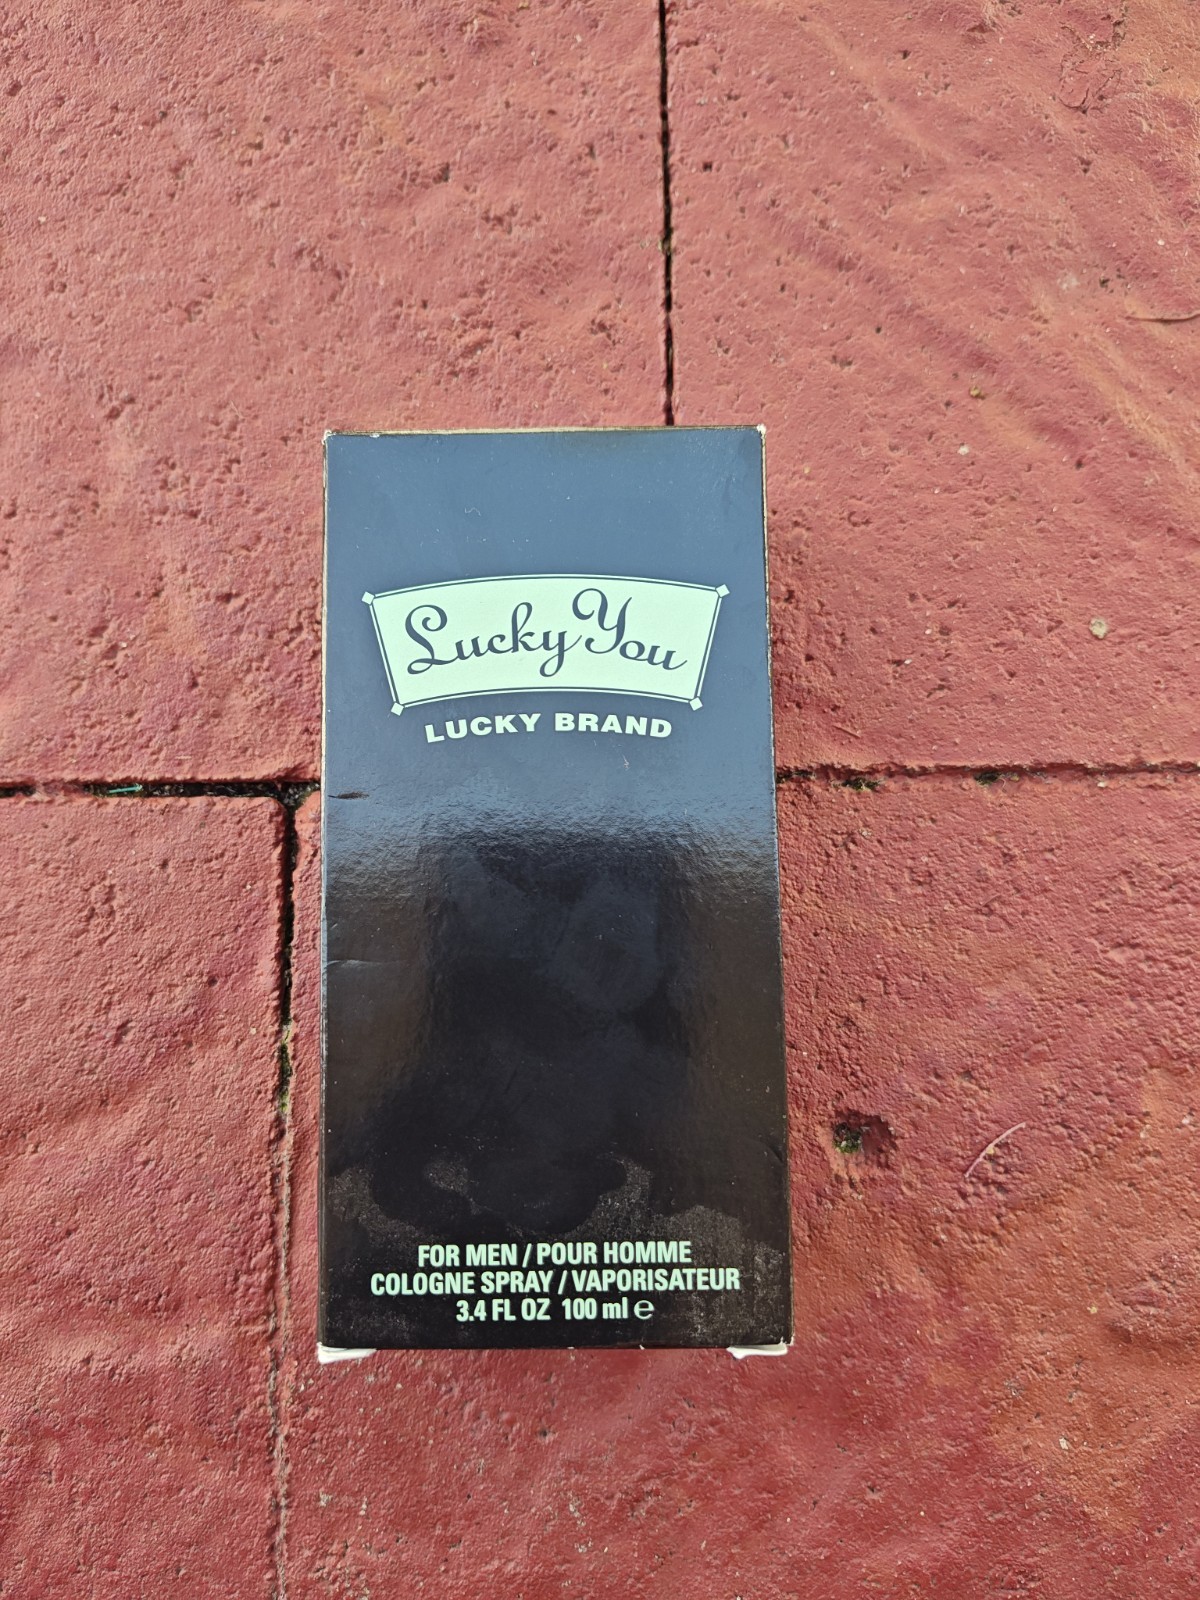 Lucky You
LUCKY BRAND
FOR MEN / POUR HOMME
COLOGNE SPRAY / VAPORISATEUR
3.4 FL OZ 100 ml ℮